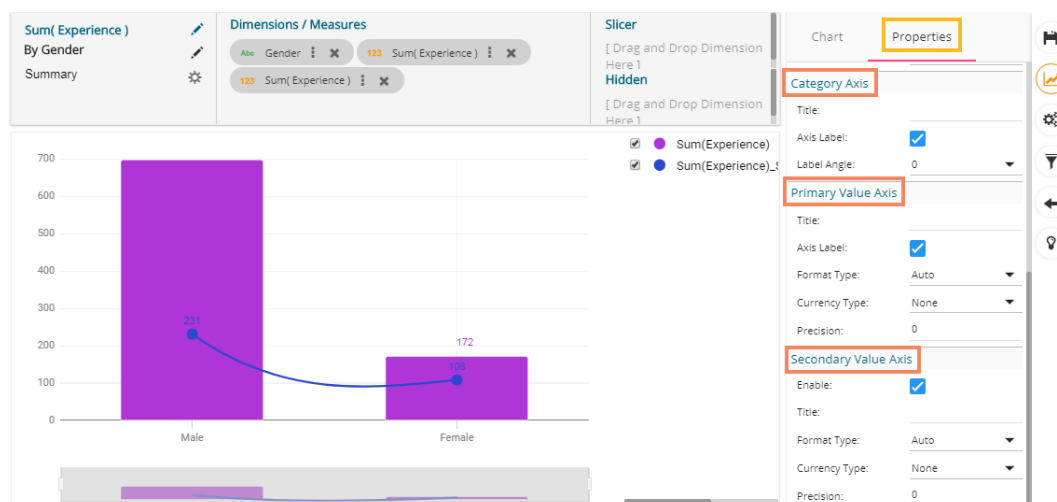 Sum( Experience )
By Gender
Summary
Dimensions / Measures
Abc Gender
123 Sum( Experience )
123 Sum( Experience )
Slicer
[ Drag and Drop Dimension
Here ]
Hidden
[ Drag and Drop Dimension
Here ]
Sum(Experience)
Sum(Experience)_S
700
600
500
400
300
200
100
0
231
172
108
Male
Female
Chart
Properties
Category Axis
Title:
Axis Label:
Label Angle: 0
Primary Value Axis
Title:
Axis Label:
Format Type: Auto
Currency Type: None
Precision: 0
Secondary Value Axis
Enable:
Title:
Format Type: Auto
Currency Type: None
Precision: 0